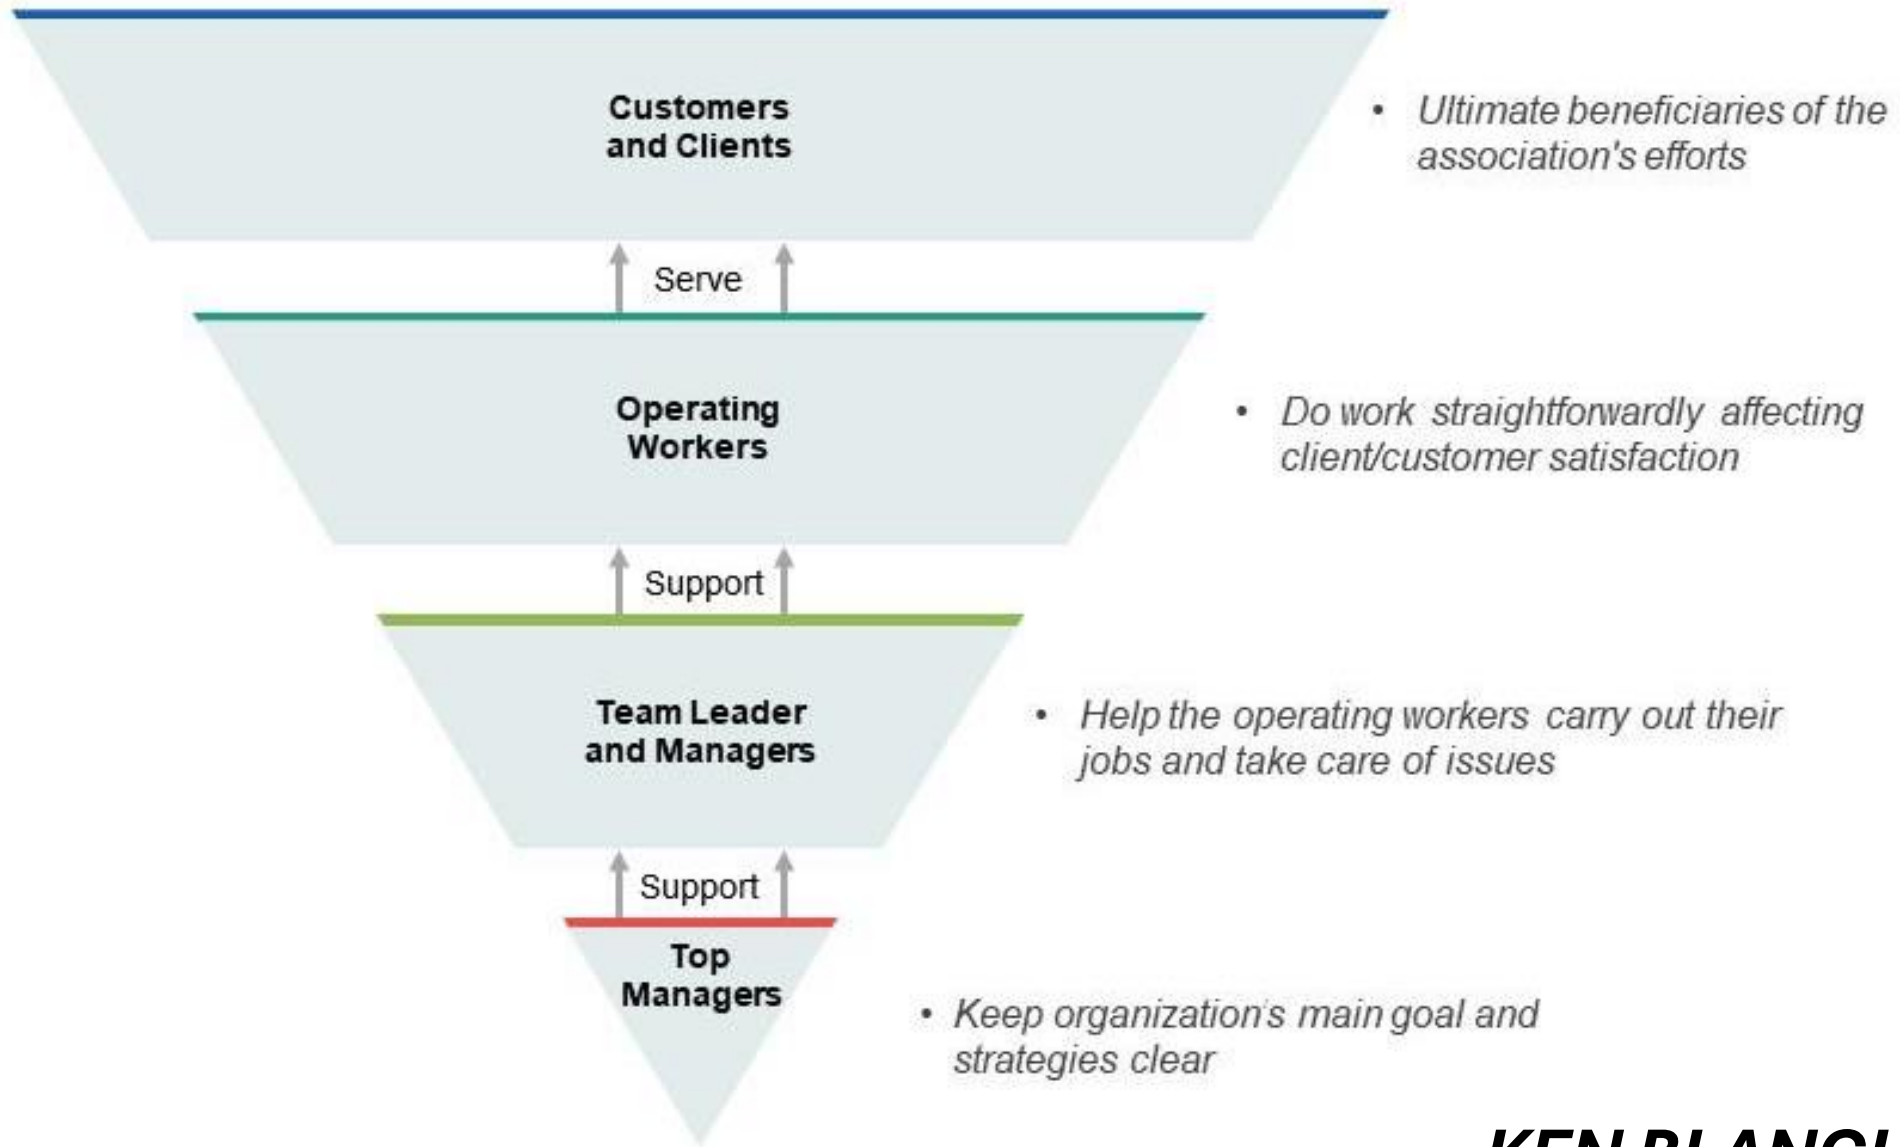 Customers
and Clients
• Ultimate beneficiaries of the
association's efforts
Serve
Operating
Workers
• Do work straightforwardly affecting
client/customer satisfaction
Support
Team Leader
and Managers
• Help the operating workers carry out their
jobs and take care of issues
Support
Top
Managers
• Keep organization's main goal and
strategies clear
KEN